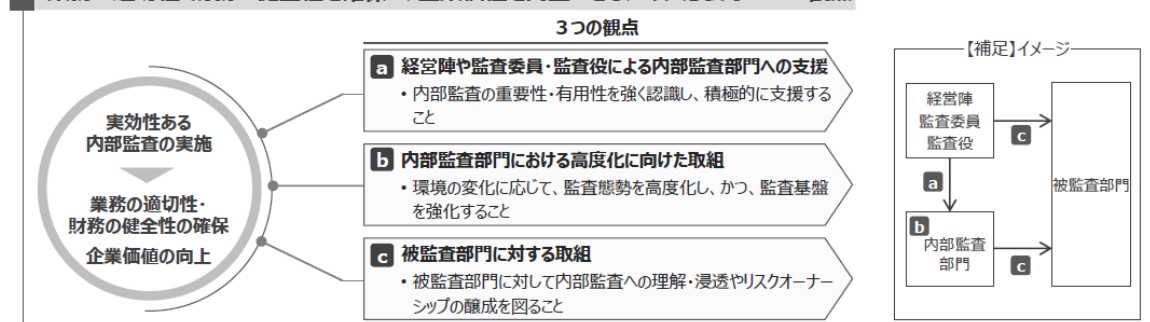 3つの観点
実効性ある
内部監査の実施
業務の適切性・
財務の健全性の確保
企業価値の向上
a 経営陣や監査委員・監査役による内部監査部門への支援
・内部監査の重要性・有用性を強く認識し、積極的に支援する
こと
b 内部監査部門における高度化に向けた取組
・環境の変化に応じて、監査態勢を高度化し、かつ、監査基盤
を強化すること
c 被監査部門に対する取組
・被監査部門に対して内部監査への理解・浸透やリスクオーナー
シップの醸成を図ること
【補足】イメージ
経営陣
監査委員
監査役
c
a
被監査部門
b
内部監査
部門
c